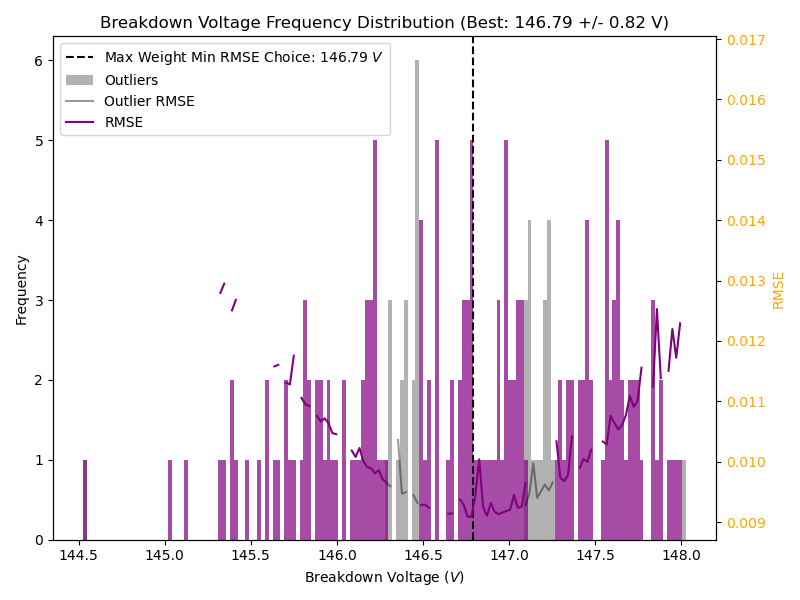 Breakdown Voltage Frequency Distribution (Best: 146.79 +/- 0.82 V)
Max Weight Min RMSE Choice: 146.79 V
Outliers
Outlier RMSE
RMSE
Frequency
6
5
4
3
2
1
0
0.017
0.016
0.015
0.014
0.013
0.012
0.011
0.010
0.009
RMSE
144.5 145.0 145.5 146.0 146.5 147.0 147.5 148.0
Breakdown Voltage (V)